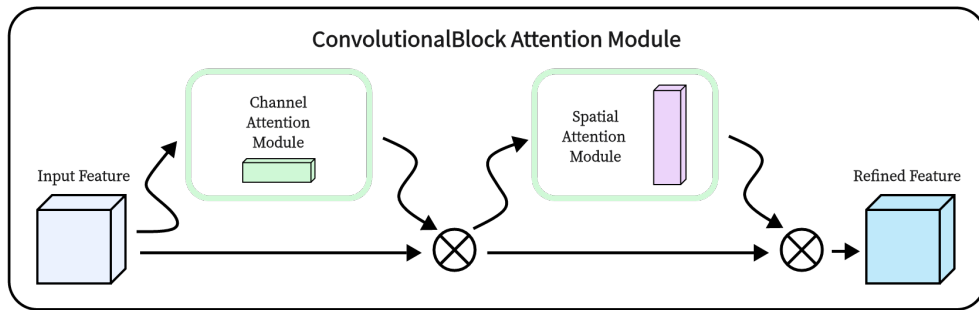 ConvolutionalBlock Attention Module
Channel
Attention
Module
Spatial
Attention
Module
Input Feature
Refined Feature